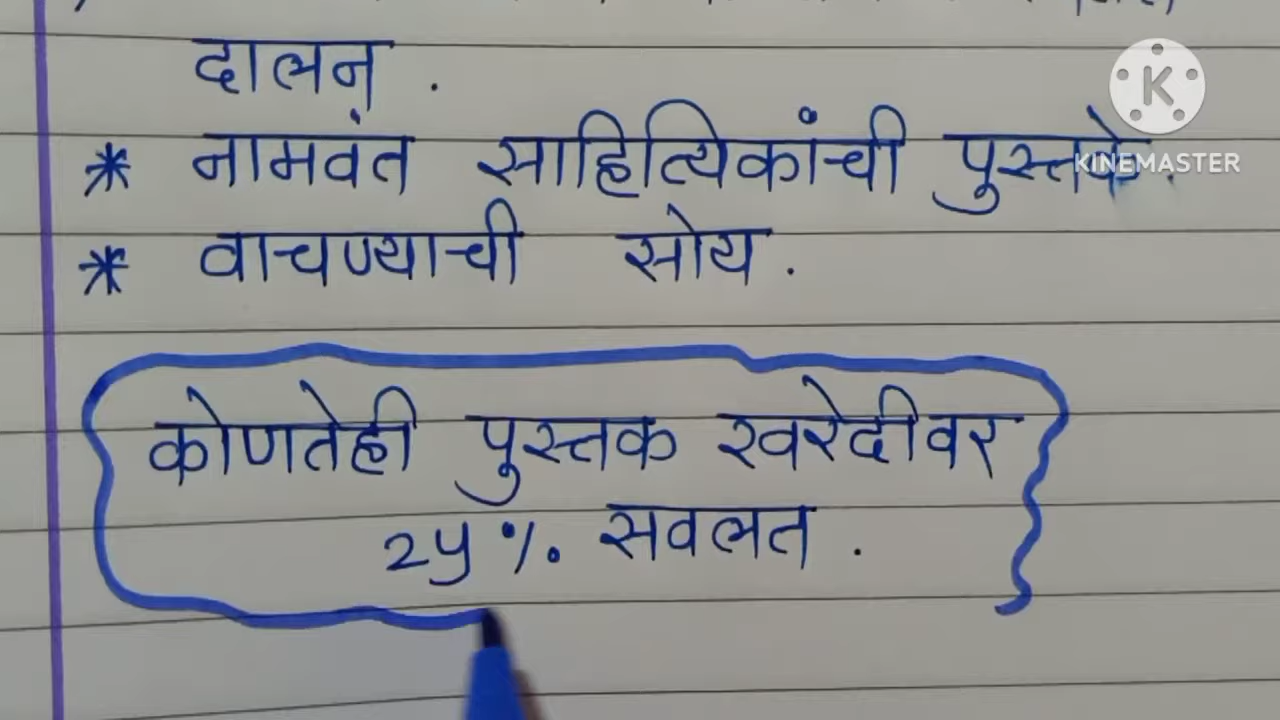 दालन.
* नामवंत साहित्यिकांची पुस्तके.
* वाचण्याची सोय.
कोणतेही पुस्तक खरेदीवर
२५% सवलत.
KINEMASTER